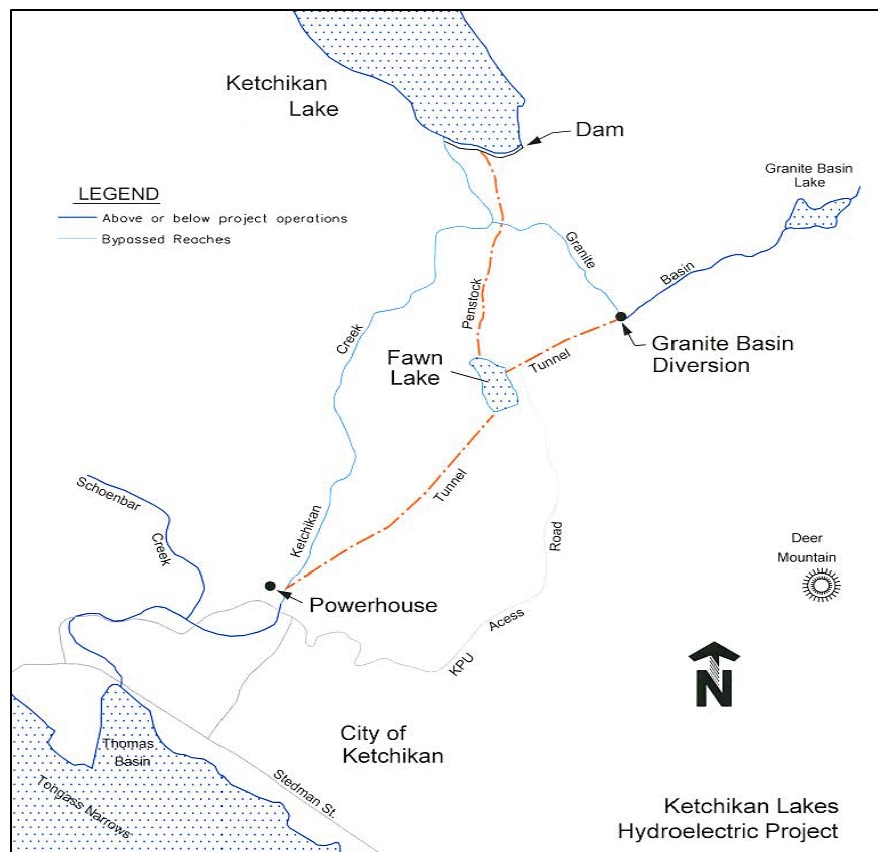 Ketchikan
Lake
Dam
Granite Basin
Lake
LEGEND
Above or below project operations
Bypassed Reaches
Granite
Basin
Penstock
Creek
Granite Basin
Diversion
Tunnel
Fawn
Lake
Tunnel
Schoenbar
Creek
Ketchikan
Road
Deer
Mountain
Powerhouse
Acess
KPU
N
City of
Ketchikan
Thomas
Basin
Stedman St.
Tongass Narrows
Ketchikan Lakes
Hydroelectric Project